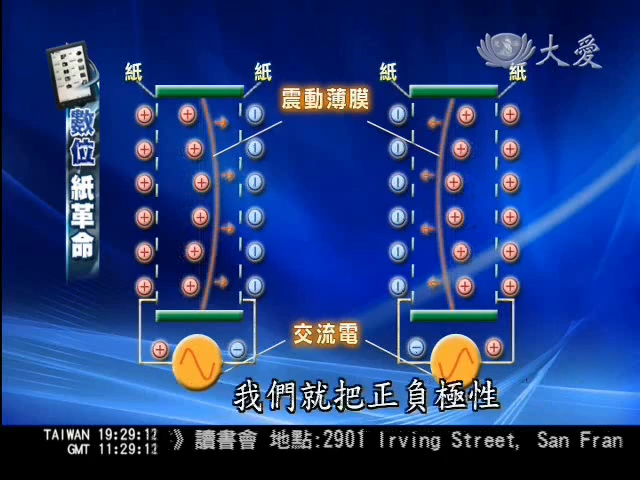 大愛
紙
紙
紙
紙
震動薄膜
數位
紙革命
交流電
我們就把正負極性
TAIWAN 19:29:12
GMT 11:29:12
》讀書會 地點:2901 Irving Street, San Fran